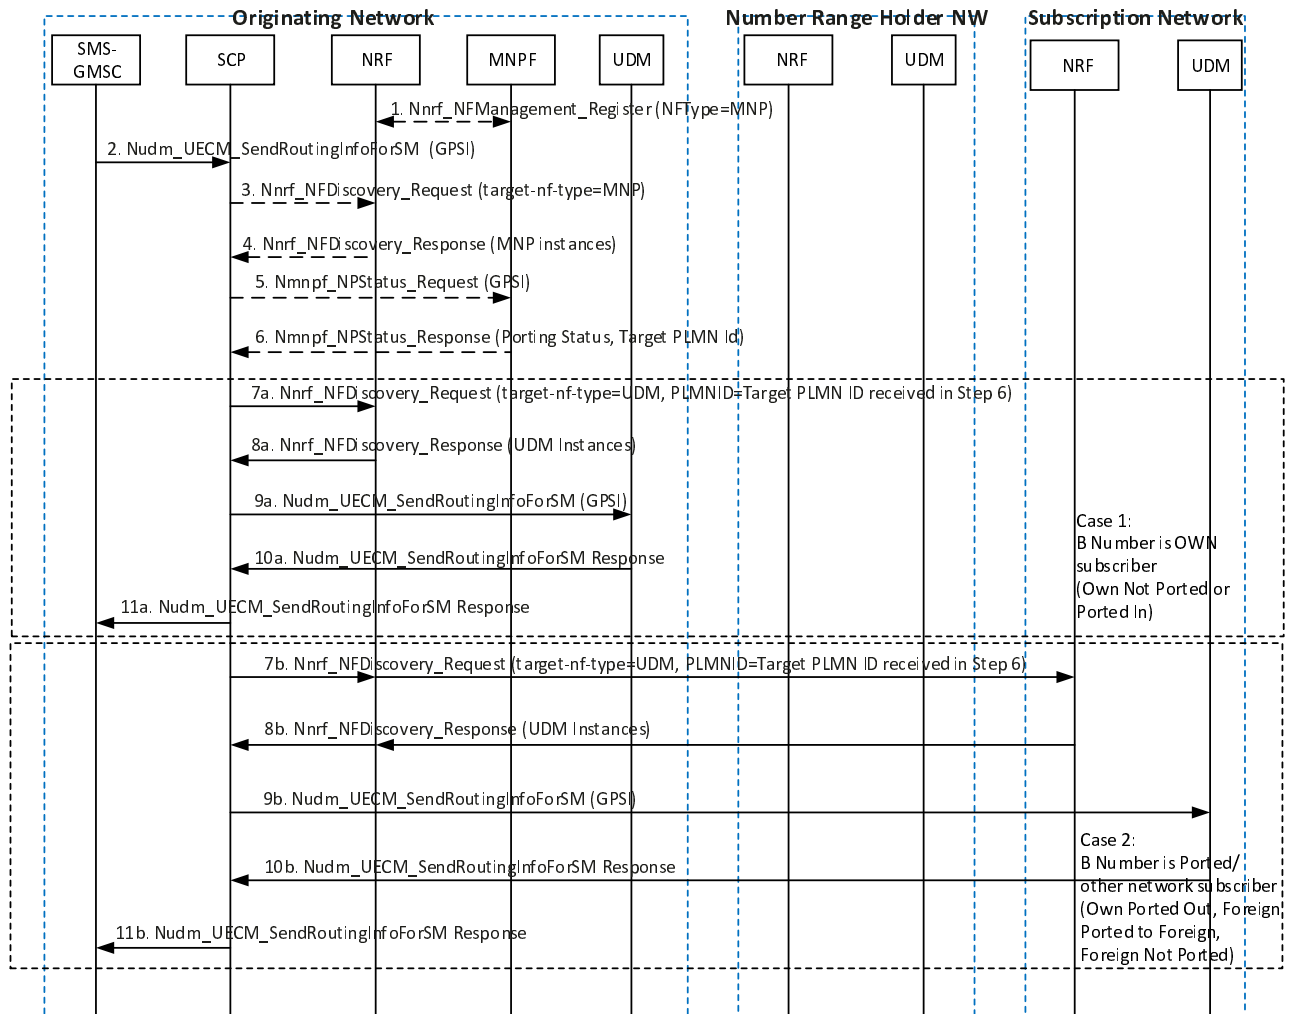 Originating Network
Number Range Holder NW
Subscription Network
SMS-
GMSC
SCP
NRF
MNPF
UDM
NRF
UDM
NRF
UDM
1. Nnrf_NFManagement_Register (NFType=MNP)
2. Nudm_UECM_SendRoutingInfoForSM (GPSI)
3. Nnrf_NFDiscovery_Request (target-nf-type=MNP)
4. Nnrf_NFDiscovery_Response (MNP instances)
5. Nmnpf_NPStatus_Request (GPSI)
6. Nmnpf_NPStatus_Response (Porting Status, Target PLMN Id)
7a. Nnrf_NFDiscovery_Request (target-nf-type=UDM, PLMNID=Target PLMN ID received in Step 6)
8a. Nnrf_NFDiscovery_Response (UDM Instances)
9a. Nudm_UECM_SendRoutingInfoForSM (GPSI)
10a. Nudm_UECM_SendRoutingInfoForSM Response
11a. Nudm_UECM_SendRoutingInfoForSM Response
Case 1:
B Number is OWN
subscriber
(Own Not Ported or
Ported In)
7b. Nnrf_NFDiscovery_Request (target-nf-type=UDM, PLMNID=Target PLMN ID received in Step 6)
8b. Nnrf_NFDiscovery_Response (UDM Instances)
9b. Nudm_UECM_SendRoutingInfoForSM (GPSI)
10b. Nudm_UECM_SendRoutingInfoForSM Response
11b. Nudm_UECM_SendRoutingInfoForSM Response
Case 2:
B Number is Ported/
other network subscriber
(Own Ported Out, Foreign
Ported to Foreign,
Foreign Not Ported)